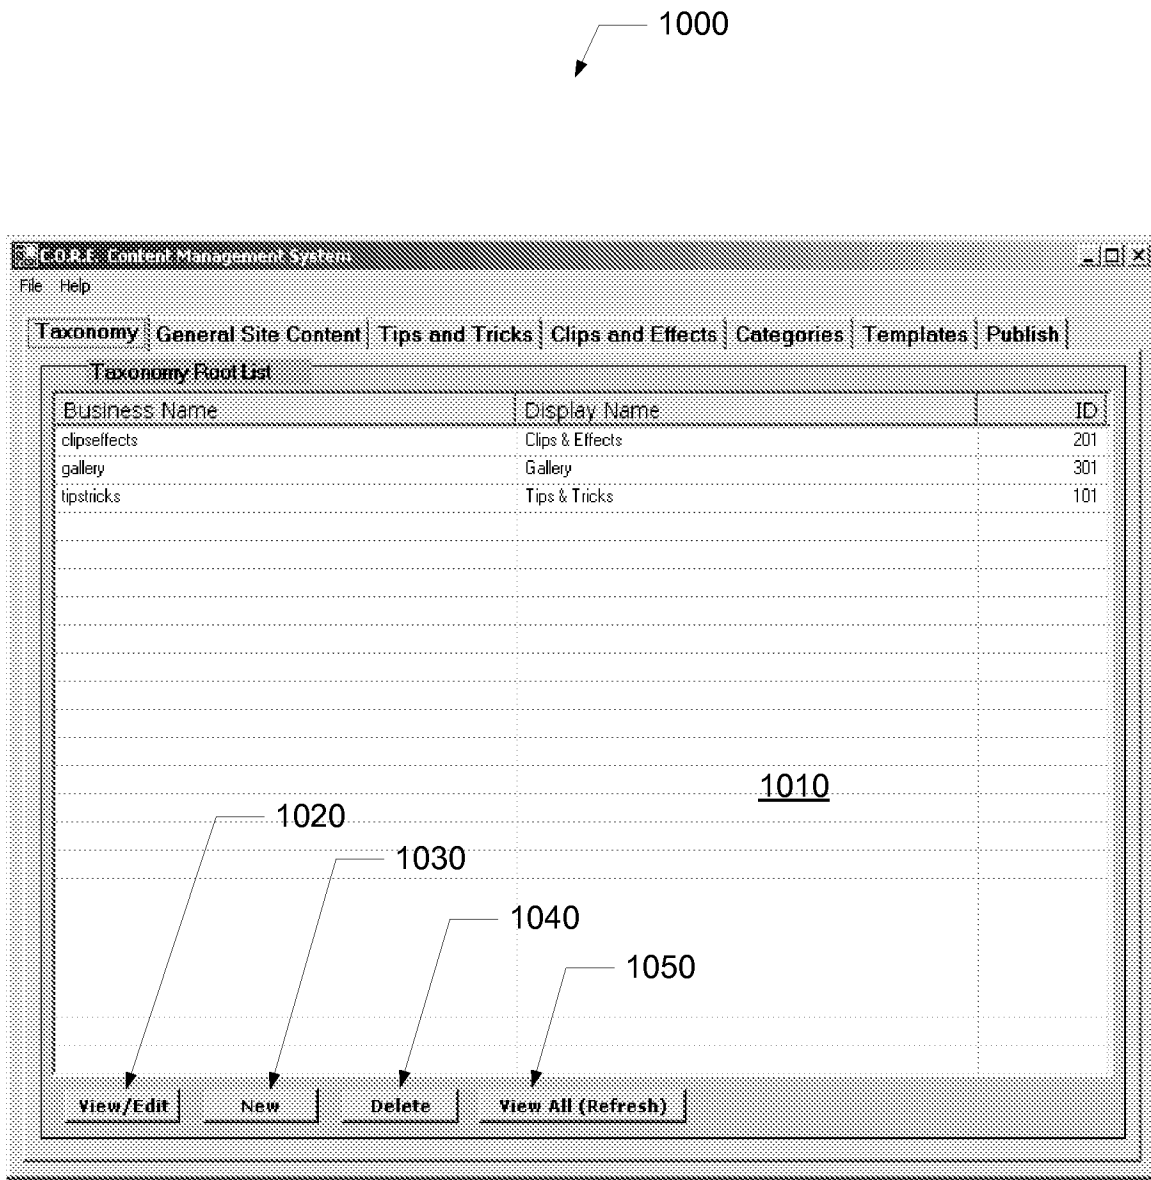 1000
C.O.R.E. Content Management System
File Help
Taxonomy General Site Content Tips and Tricks Clips and Effects Categories Templates Publish
Taxonomy Root List
Business Name Display Name ID
clipseffects Clips & Effects 201
gallery Gallery 301
tipstricks Tips & Tricks 101
1010
1020
1030
1040
1050
View/Edit New Delete View All (Refresh)